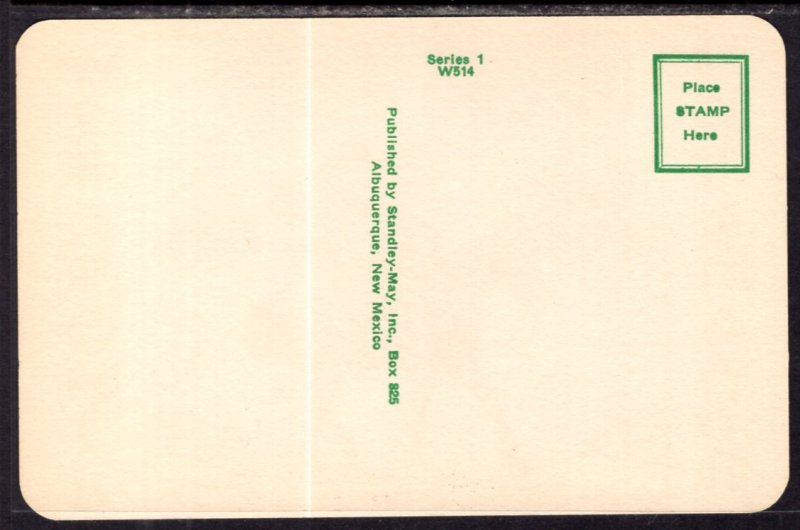 Series 1
W514
Place
STAMP
Here
Published by Standley-May, Inc., Box 825
Albuquerque, New Mexico